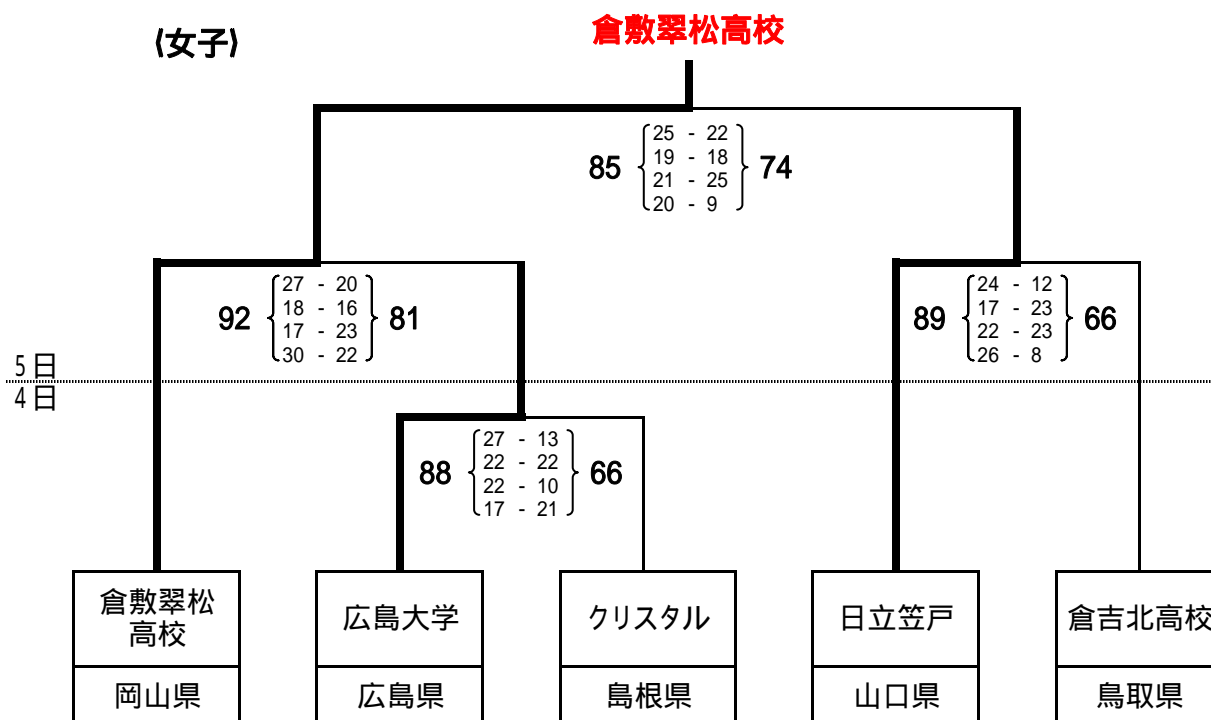 (女子)
倉敷翠松高校
25 - 22
85 19 - 18 74
21 - 25
20 - 9
27 - 20
92 18 - 16 81
17 - 23
30 - 22
24 - 12
89 17 - 23 66
22 - 23
26 - 8
5日
4日
27 - 13
88 22 - 22 66
22 - 10
17 - 21
倉敷翠松
高校
広島大学
クリスタル
日立笠戸
倉吉北高校
岡山県
広島県
島根県
山口県
鳥取県